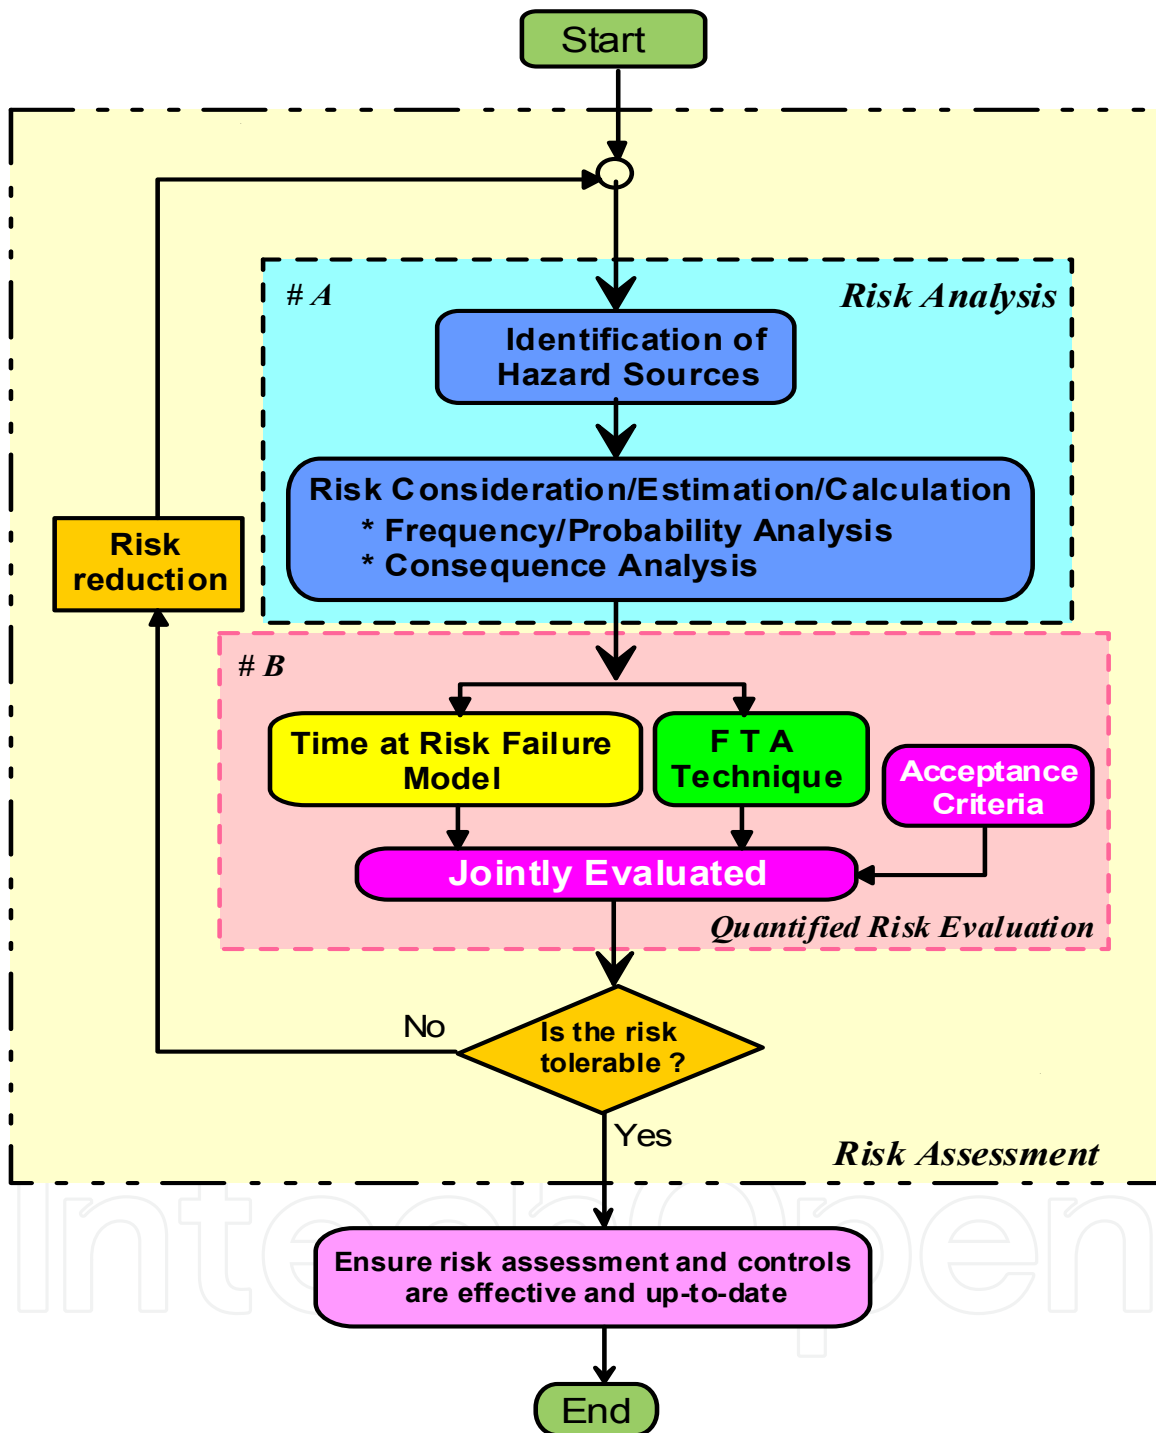 Start
# A
Risk Analysis
Identification of
Hazard Sources
Risk Consideration/Estimation/Calculation
* Frequency/Probability Analysis
* Consequence Analysis
Risk
reduction
# B
Time at Risk Failure
Model
F T A
Technique
Acceptance
Criteria
Jointly Evaluated
Quantified Risk Evaluation
No
Is the risk
tolerable ?
Yes
Risk Assessment
IntechOpen
Ensure risk assessment and controls
are effective and up-to-date
End